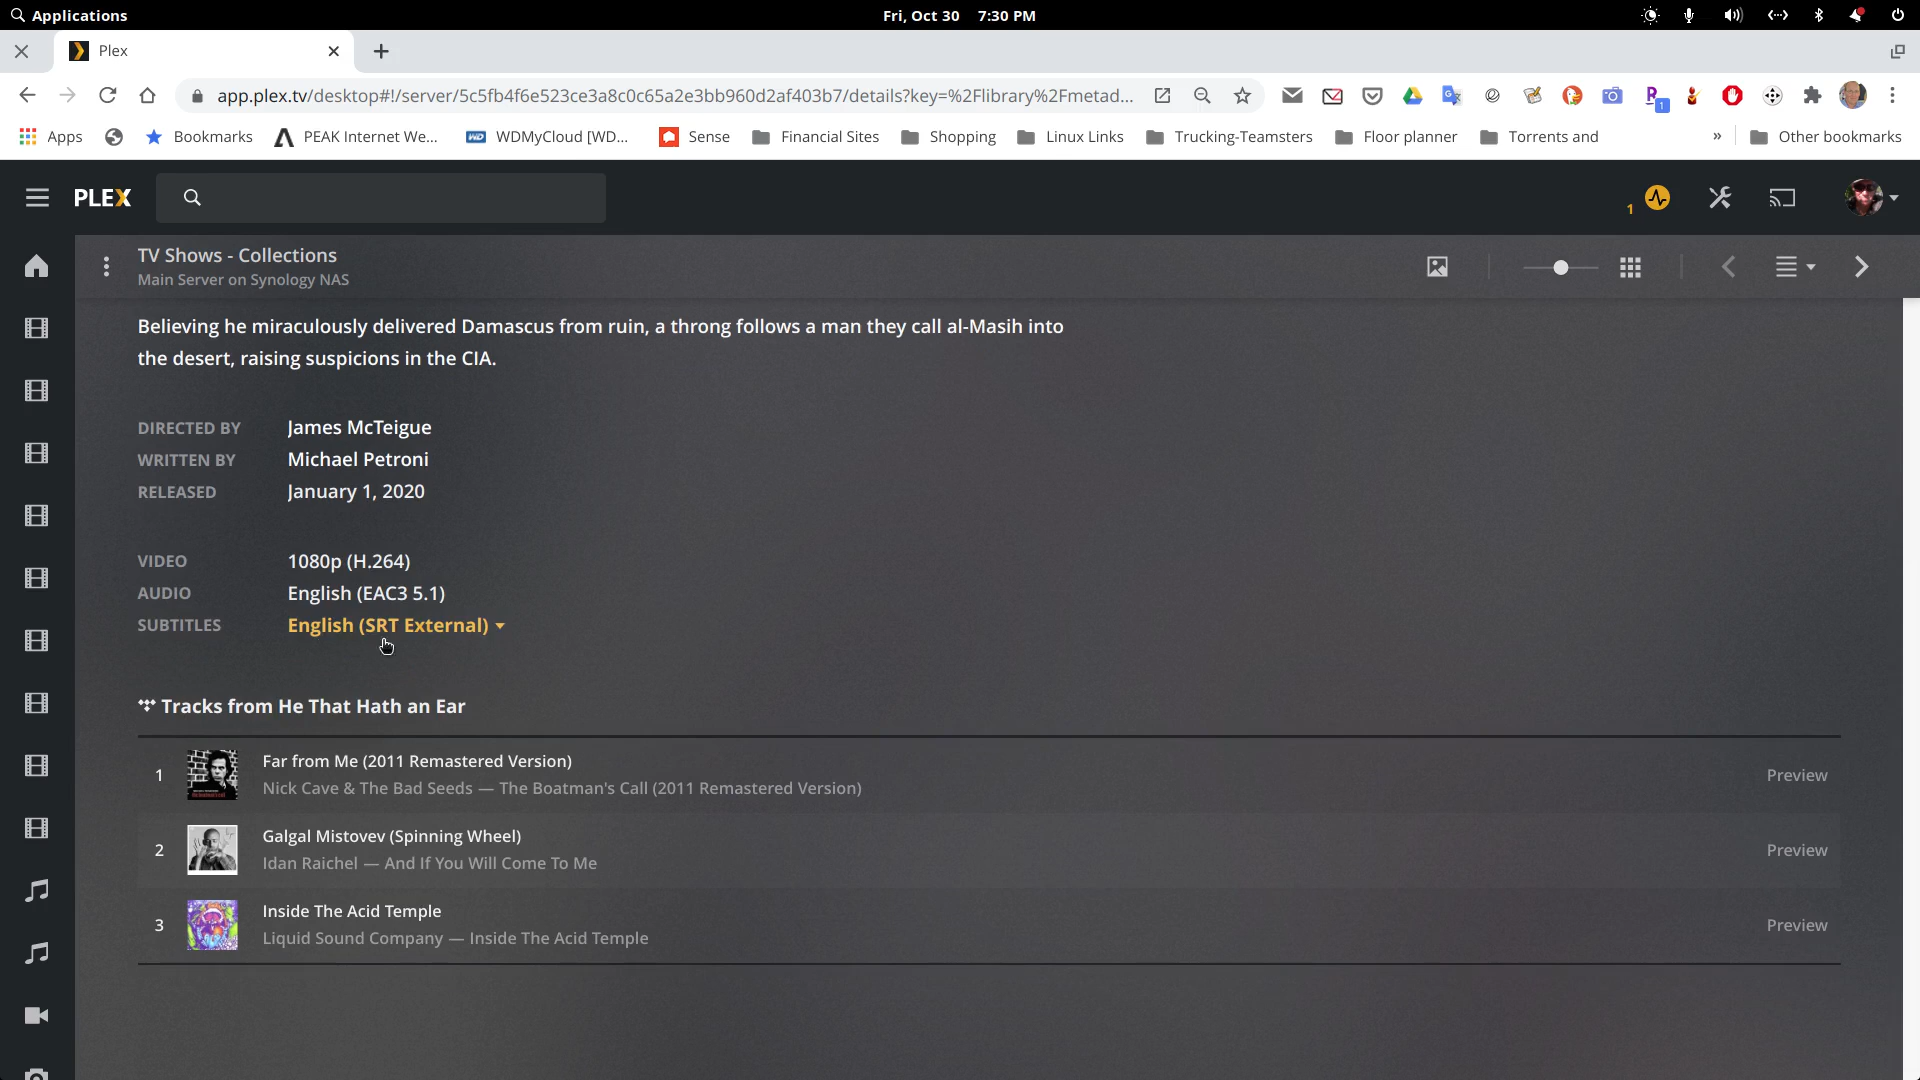 Applications
Fri, Oct 30 7:30 PM
Plex
app.plex.tv/desktop#!/server/5c5fb4f6e523ce3a8c0c65a2e3bb960d2af403b7/details?key=%2Flibrary%2Fmetad...
1
Apps
Bookmarks
PEAK Internet We...
WD
WDMyCloud [WD...
Sense
Financial Sites
Shopping
Linux Links
Trucking-Teamsters
Floor planner
Torrents and
»
Other bookmarks
PLEX
1
TV Shows - Collections
Main Server on Synology NAS
Believing he miraculously delivered Damascus from ruin, a throng follows a man they call al-Masih into
the desert, raising suspicions in the CIA.
DIRECTED BY James McTeigue
WRITTEN BY Michael Petroni
RELEASED January 1, 2020
VIDEO 1080p (H.264)
AUDIO English (EAC3 5.1)
SUBTITLES English (SRT External)
Tracks from He That Hath an Ear
1
Far from Me (2011 Remastered Version)
Nick Cave & The Bad Seeds — The Boatman's Call (2011 Remastered Version)
Preview
2
Galgal Mistovev (Spinning Wheel)
Idan Raichel — And If You Will Come To Me
Preview
3
Inside The Acid Temple
Liquid Sound Company — Inside The Acid Temple
Preview